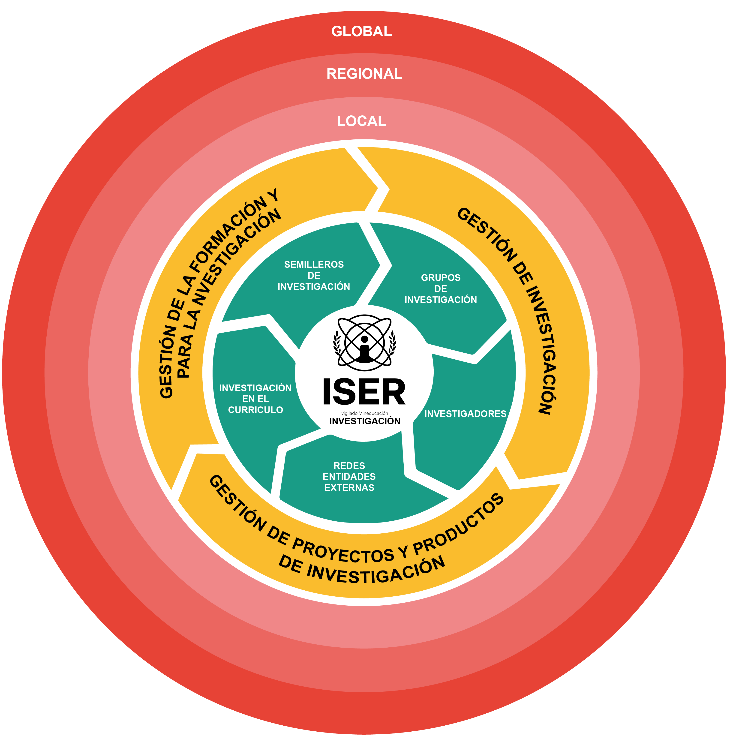 GLOBAL
REGIONAL
LOCAL
GESTIÓN DE LA FORMACIÓN Y
PARA LA NVESTIGACIÓN
GESTIÓN DE INVESTIGACIÓN
SEMILLEROS
DE
INVESTIGACIÓN
GRUPOS
DE
INVESTIGACIÓN
INVESTIGACIÓN
EN EL
CURRICULO
ISER
INVESTIGACIÓN
INVESTIGADORES
REDES
ENTIDADES
EXTERNAS
GESTIÓN DE PROYECTOS Y PRODUCTOS
DE INVESTIGACIÓN